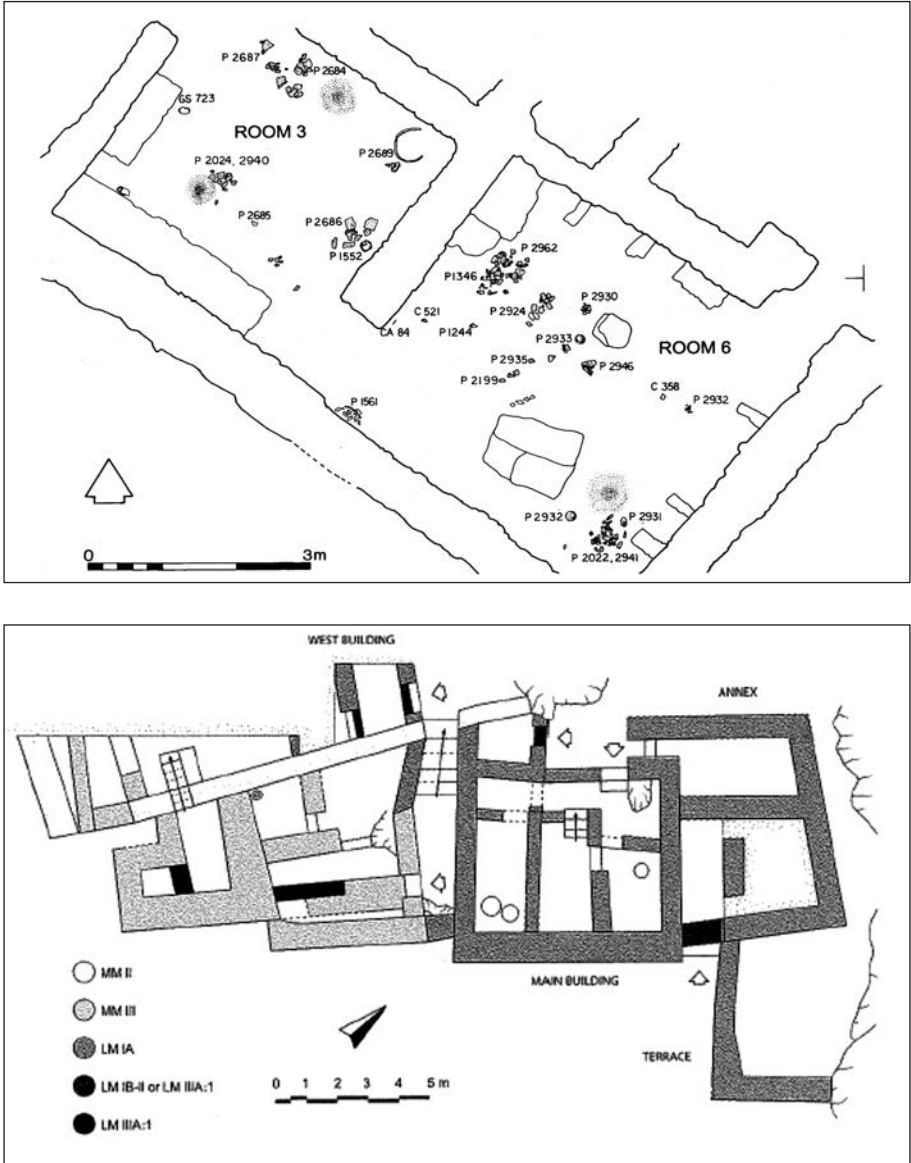 P 2687
P 2684
GS 723
ROOM 3
P 2689
P 2024, 2940
P 2685
P 2686
P 1552
P 2962
P1346
C 521
CA 84
P 1244
P 2924
P 2930
P 2933
ROOM 6
P 2935
P 2946
P 2199
C 358
P 2932
P 1561
P 2932
P 2931
P 2022, 2941
0
3m
WEST BUILDING
ANNEX
MAIN BUILDING
TERRACE
MM II
MM III
LM IA
LM IB-II or LM IIIA:1
LM IIIA:1
0 1 2 3 4 5 m